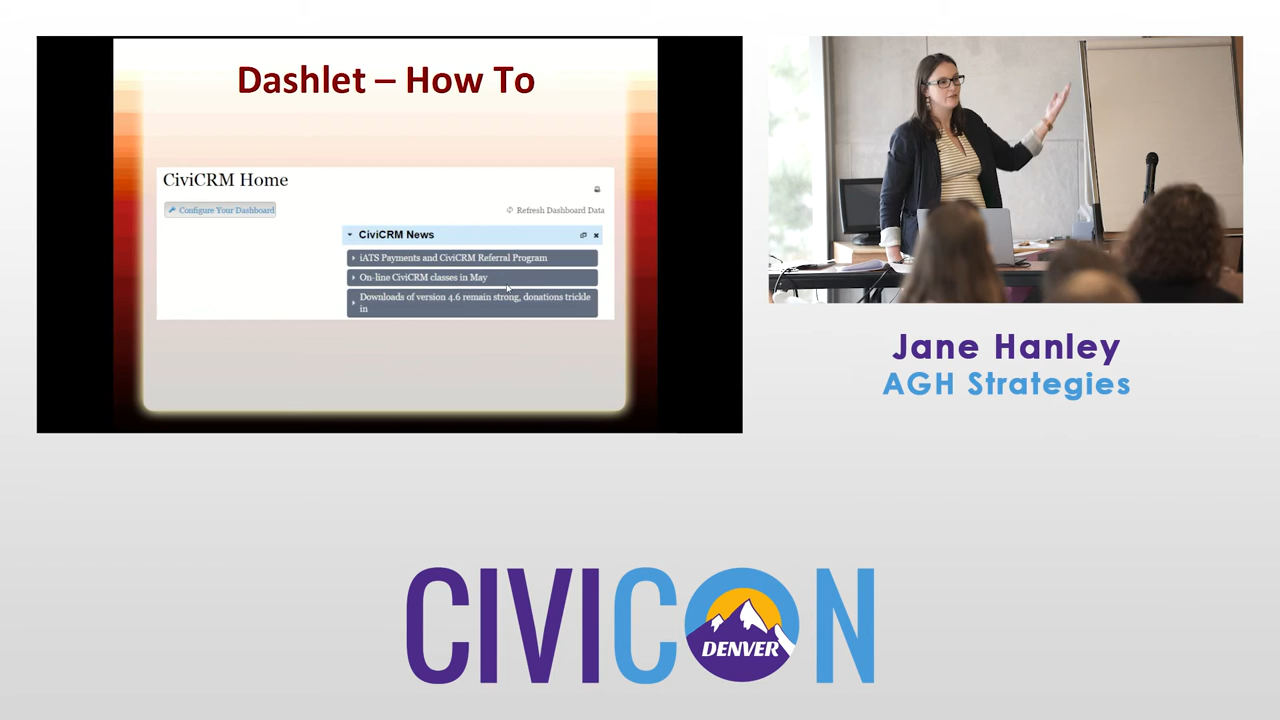 Dashlet – How To
CiviCRM Home
Configure Your Dashboard
Refresh Dashboard Data
CiviCRM News
iATS Payments and CiviCRM Referral Program
On-line CiviCRM classes in May
Downloads of version 4.6 remain strong, donations trickle
in
Jane Hanley
AGH Strategies
CIVICON
DENVER